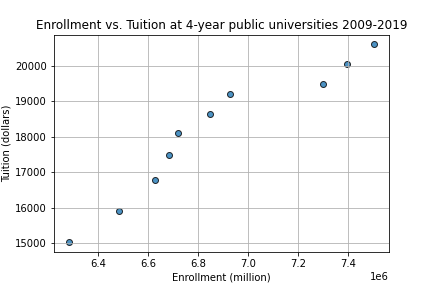 Enrollment vs. Tuition at 4-year public universities 2009-2019
20000
19000
18000
17000
16000
15000
Tuition (dollars)
6.4 6.6 6.8 7.0 7.2 7.4
1e6
Enrollment (million)